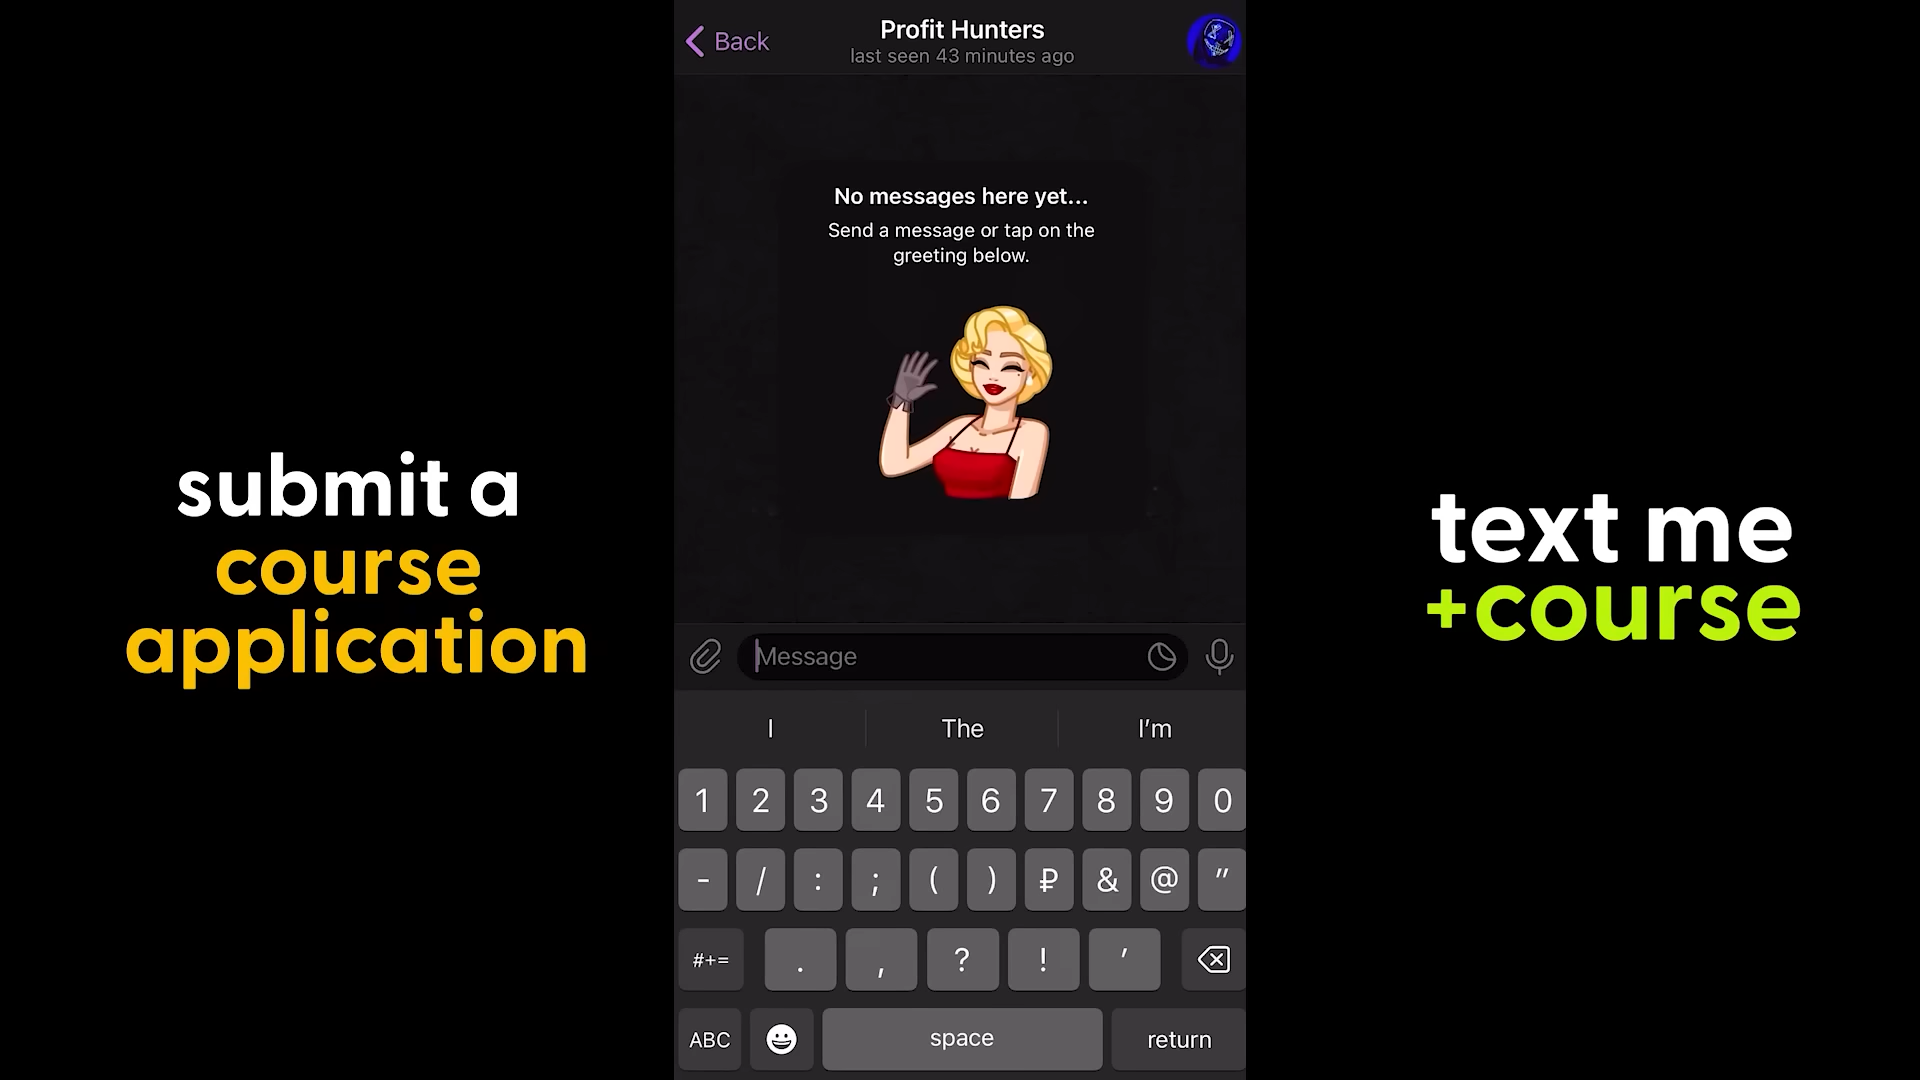 Back
Profit Hunters
last seen 43 minutes ago
No messages here yet...
Send a message or tap on the
greeting below.
submit a
course
application
text me
+course
Message
I The I'm
1 2 3 4 5 6 7 8 9 0
- / : ; ( ) ₽ & @ "
#+= . , ? ! '
ABC space return